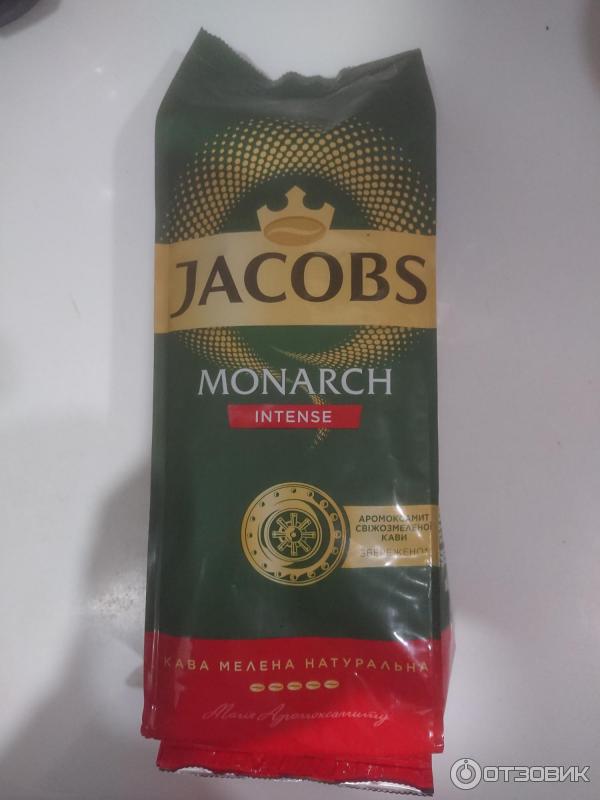 JACOBS
MONARCH
INTENSE
АРОМОКСАМИТ
СВІЖОЗМЕЛЕНОЇ
КАВИ
ЗБЕРЕЖЕНО
КАВА МЕЛЕНА НАТУРАЛЬНА
Магія Аромоксамиту
ОТЗОВИК